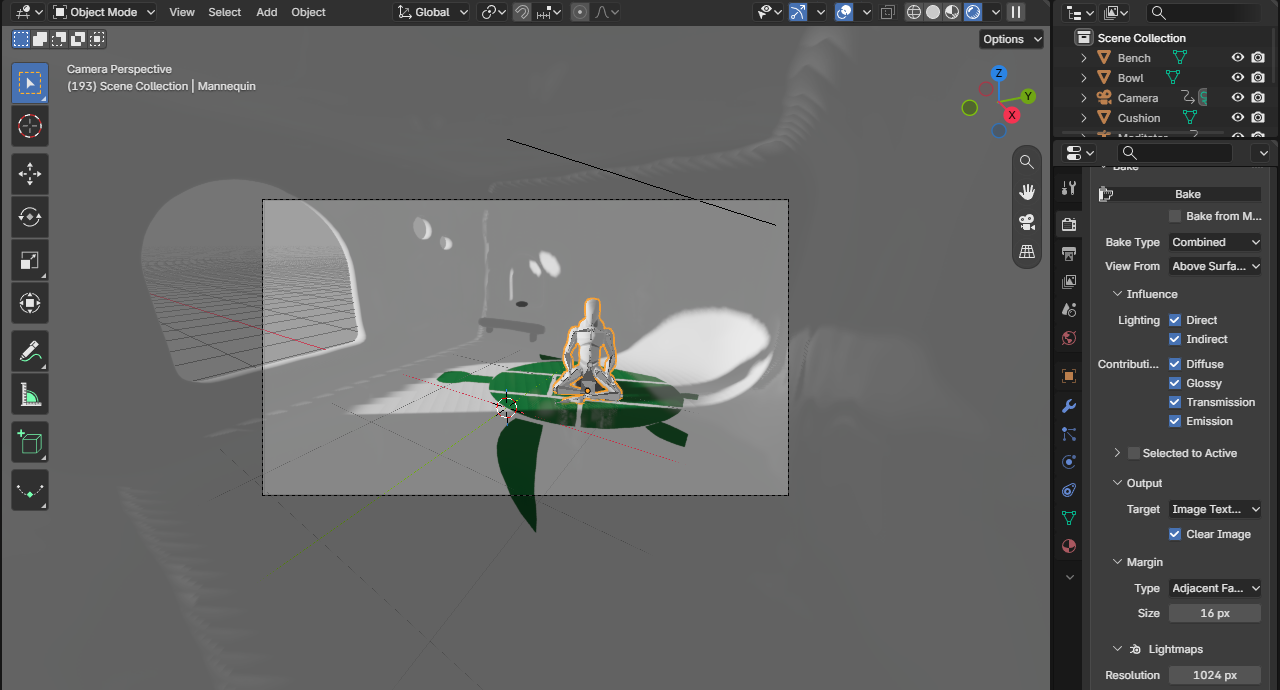 Object Mode View Select Add Object Global
Options
Camera Perspective
(193) Scene Collection | Mannequin
Z
Y
X
Scene Collection
Bench
Bowl
Camera
Cushion
Meditator
Bake
Bake
Bake from M...
Bake Type Combined
View From Above Surfa...
Influence
Lighting Direct
Indirect
Contributi... Diffuse
Glossy
Transmission
Emission
Selected to Active
Output
Target Image Text...
Clear Image
Margin
Type Adjacent Fa...
Size 16 px
Lightmaps
Resolution 1024 px